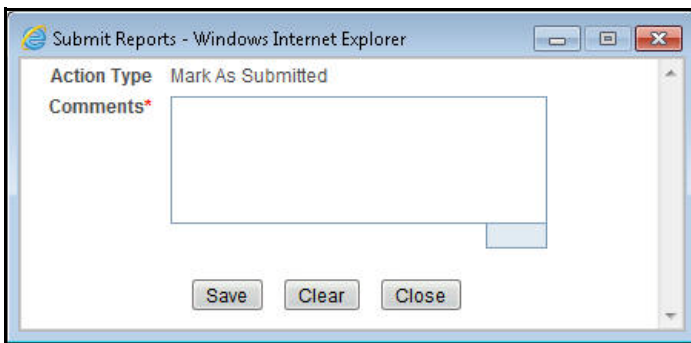 Submit Reports - Windows Internet Explorer
Action Type Mark As Submitted
Comments*
Save Clear Close